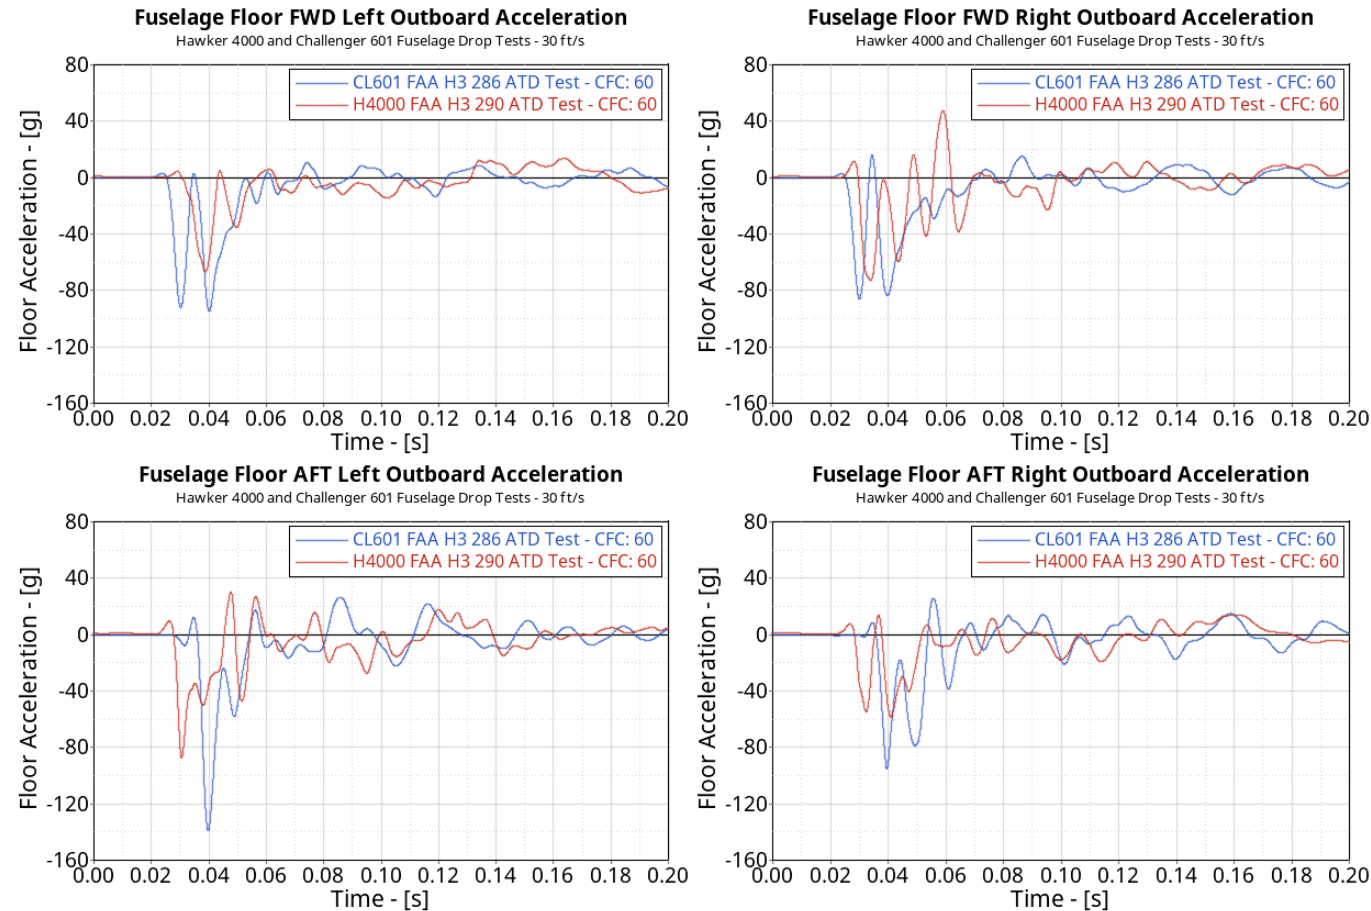 Fuselage Floor FWD Left Outboard Acceleration
Hawker 4000 and Challenger 601 Fuselage Drop Tests - 30 ft/s
CL601 FAA H3 286 ATD Test - CFC: 60
H4000 FAA H3 290 ATD Test - CFC: 60
Floor Acceleration - [g]
80
40
0
-40
-80
-120
-160
0.00 0.02 0.04 0.06 0.08 0.10 0.12 0.14 0.16 0.18 0.20
Time - [s]
Fuselage Floor FWD Right Outboard Acceleration
Hawker 4000 and Challenger 601 Fuselage Drop Tests - 30 ft/s
CL601 FAA H3 286 ATD Test - CFC: 60
H4000 FAA H3 290 ATD Test - CFC: 60
Floor Acceleration - [g]
80
40
0
-40
-80
-120
-160
0.00 0.02 0.04 0.06 0.08 0.10 0.12 0.14 0.16 0.18 0.20
Time - [s]
Fuselage Floor AFT Left Outboard Acceleration
Hawker 4000 and Challenger 601 Fuselage Drop Tests - 30 ft/s
CL601 FAA H3 286 ATD Test - CFC: 60
H4000 FAA H3 290 ATD Test - CFC: 60
Floor Acceleration - [g]
80
40
0
-40
-80
-120
-160
0.00 0.02 0.04 0.06 0.08 0.10 0.12 0.14 0.16 0.18 0.20
Time - [s]
Fuselage Floor AFT Right Outboard Acceleration
Hawker 4000 and Challenger 601 Fuselage Drop Tests - 30 ft/s
CL601 FAA H3 286 ATD Test - CFC: 60
H4000 FAA H3 290 ATD Test - CFC: 60
Floor Acceleration - [g]
80
40
0
-40
-80
-120
-160
0.00 0.02 0.04 0.06 0.08 0.10 0.12 0.14 0.16 0.18 0.20
Time - [s]